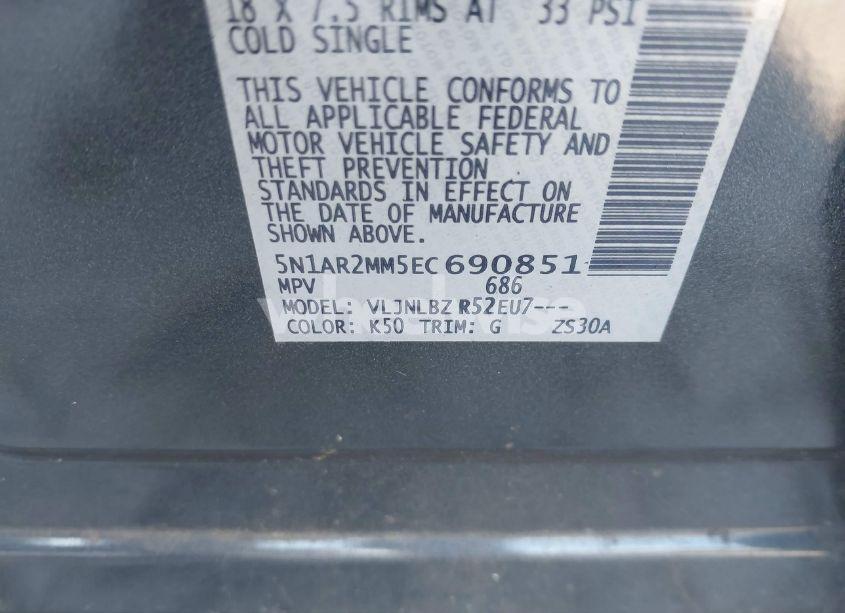 18 X 7.5 RIMS AT 33 PSI
COLD SINGLE
THIS VEHICLE CONFORMS TO
ALL APPLICABLE FEDERAL
MOTOR VEHICLE SAFETY AND
THEFT PREVENTION
STANDARDS IN EFFECT ON
THE DATE OF MANUFACTURE
SHOWN ABOVE.
5N1AR2MM5EC690851
MPV 686
MODEL: VLJNLBZ R52EU7---
COLOR: K50 TRIM: G ZS30A